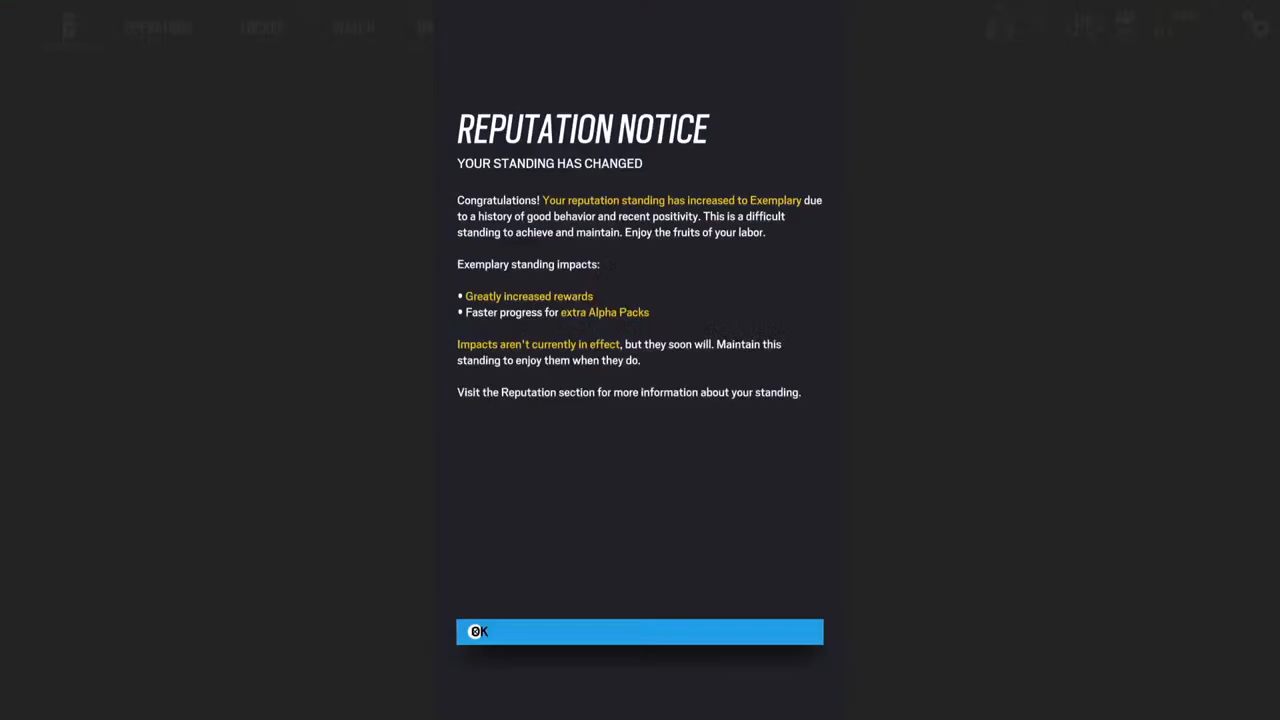 OPERATORS LOCKER WATCH
REPUTATION NOTICE
YOUR STANDING HAS CHANGED
Congratulations! Your reputation standing has increased to Exemplary due
to a history of good behavior and recent positivity. This is a difficult
standing to achieve and maintain. Enjoy the fruits of your labor.
Exemplary standing impacts:
• Greatly increased rewards
• Faster progress for extra Alpha Packs
Impacts aren't currently in effect, but they soon will. Maintain this
standing to enjoy them when they do.
Visit the Reputation section for more information about your standing.
OK